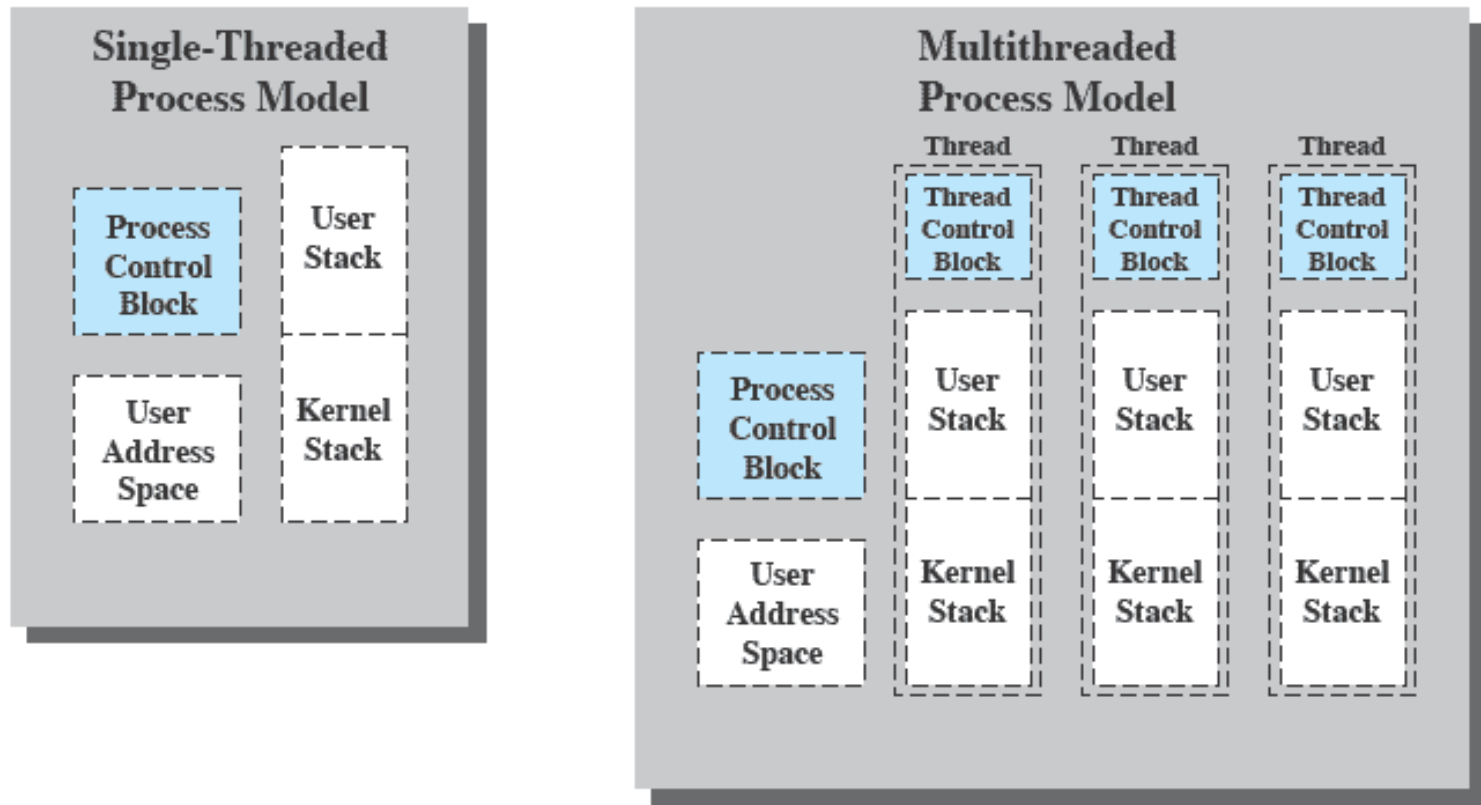 Single-Threaded
Process Model
Process
Control
Block
User
Stack
User
Address
Space
Kernel
Stack
Multithreaded
Process Model
Process
Control
Block
User
Address
Space
Thread
Thread
Control
Block
User
Stack
Kernel
Stack
Thread
Thread
Control
Block
User
Stack
Kernel
Stack
Thread
Thread
Control
Block
User
Stack
Kernel
Stack